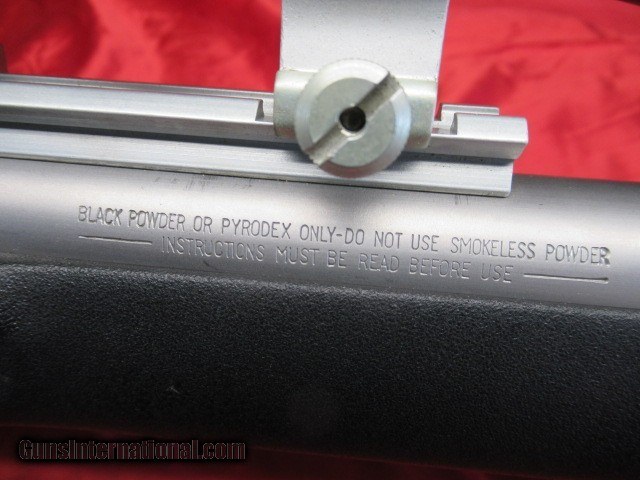 BLACK POWDER OR PYRODEX ONLY-DO NOT USE SMOKELESS POWDER
INSTRUCTIONS MUST BE READ BEFORE USE
GunsInternational.com